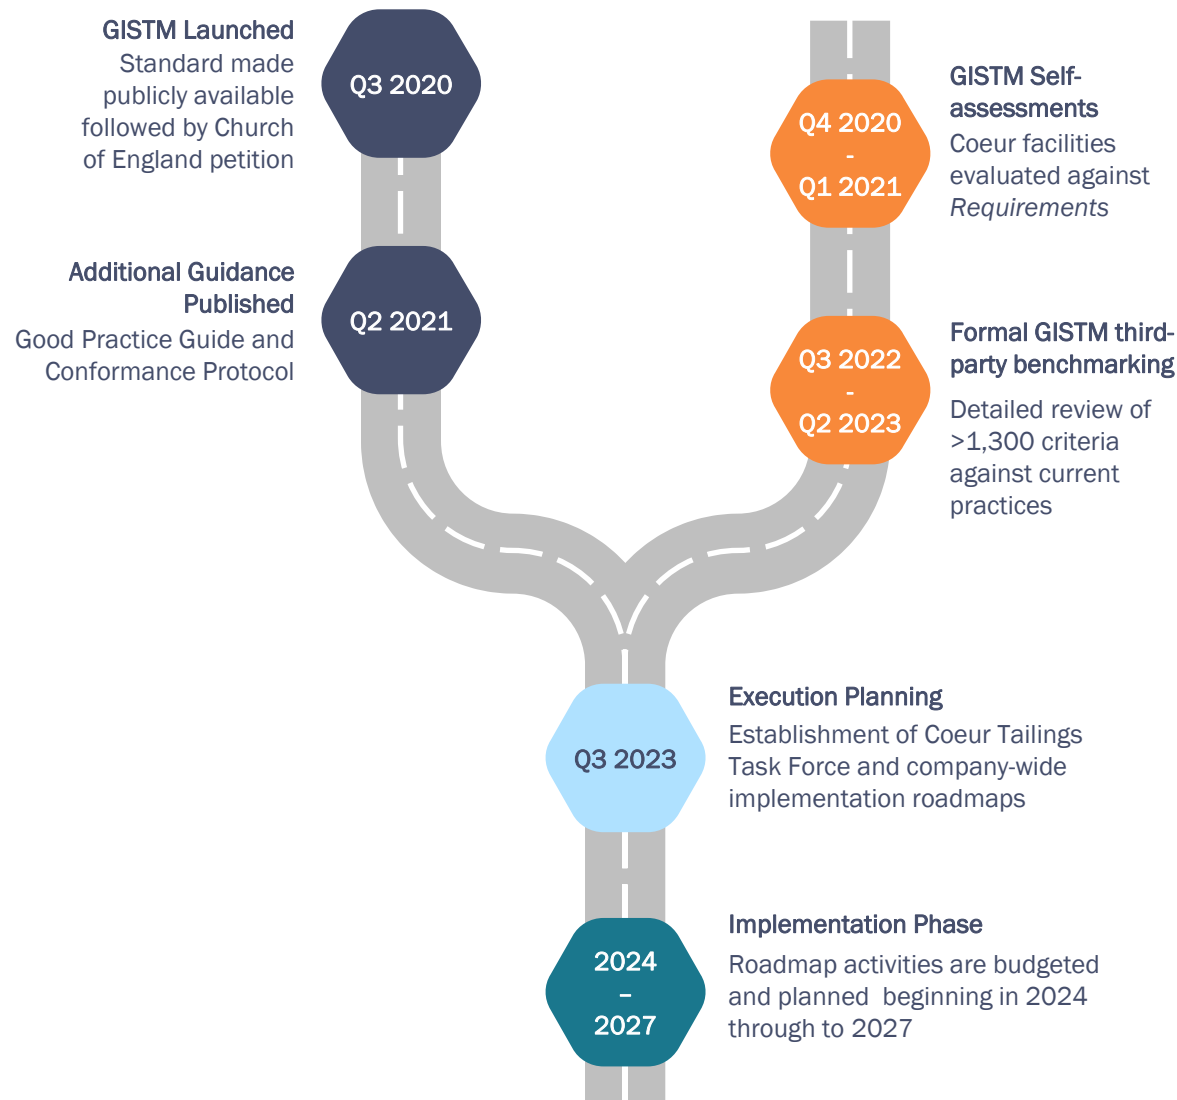 GISTM Launched
Standard made
publicly available
followed by Church
of England petition
Q3 2020
Additional Guidance
Published
Good Practice Guide and
Conformance Protocol
Q2 2021
Q4 2020
-
Q1 2021
GISTM Self-
assessments
Coeur facilities
evaluated against
Requirements
Q3 2022
-
Q2 2023
Formal GISTM third-
party benchmarking
Detailed review of
>1,300 criteria
against current
practices
Q3 2023
Execution Planning
Establishment of Coeur Tailings
Task Force and company-wide
implementation roadmaps
2024
–
2027
Implementation Phase
Roadmap activities are budgeted
and planned  beginning in 2024
through to 2027